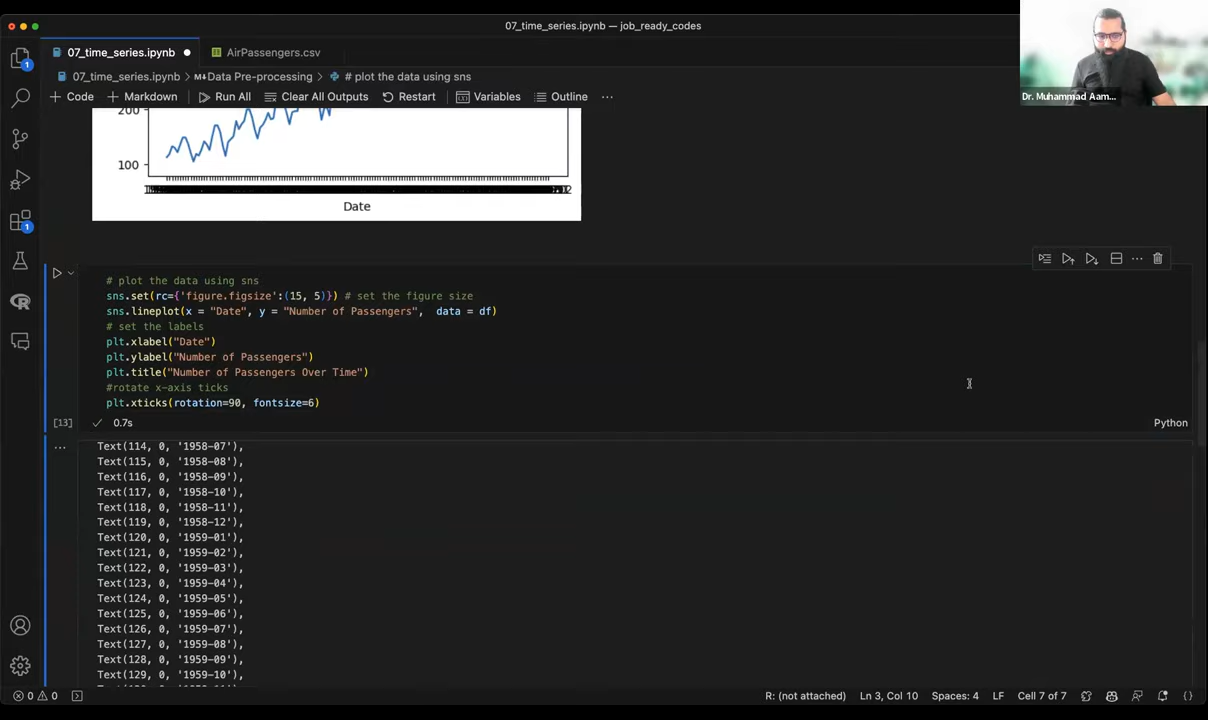 07_time_series.ipynb — job_ready_codes
07_time_series.ipynb
AirPassengers.csv
07_time_series.ipynb > M↓Data Pre-processing > # plot the data using sns
+ Code + Markdown Run All Clear All Outputs Restart Variables Outline ...
Dr. Muhammad Aam...
1
1
200
100
Date
# plot the data using sns
sns.set(rc={'figure.figsize':(15, 5)}) # set the figure size
sns.lineplot(x = "Date", y = "Number of Passengers", data = df)
# set the labels
plt.xlabel("Date")
plt.ylabel("Number of Passengers")
plt.title("Number of Passengers Over Time")
#rotate x-axis ticks
plt.xticks(rotation=90, fontsize=6)
[13] 0.7s Python
Text(114, 0, '1958-07'),
Text(115, 0, '1958-08'),
Text(116, 0, '1958-09'),
Text(117, 0, '1958-10'),
Text(118, 0, '1958-11'),
Text(119, 0, '1958-12'),
Text(120, 0, '1959-01'),
Text(121, 0, '1959-02'),
Text(122, 0, '1959-03'),
Text(123, 0, '1959-04'),
Text(124, 0, '1959-05'),
Text(125, 0, '1959-06'),
Text(126, 0, '1959-07'),
Text(127, 0, '1959-08'),
Text(128, 0, '1959-09'),
Text(129, 0, '1959-10'),
0 0 R: (not attached) Ln 3, Col 10 Spaces: 4 LF Cell 7 of 7